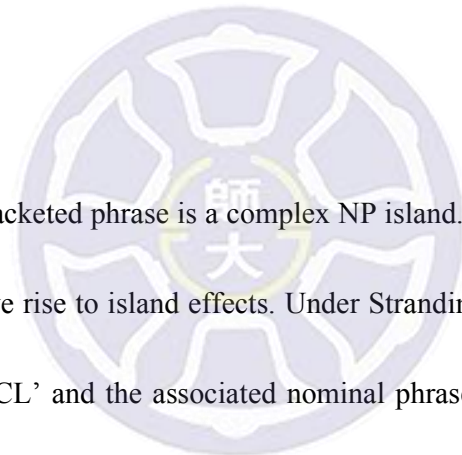 師
大
acketed phrase is a complex NP island.
e rise to island effects. Under Strandin
CL’ and the associated nominal phrase